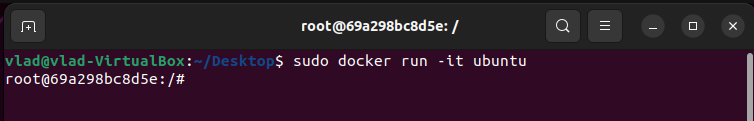 root@69a298bc8d5e: /
vlad@vlad-VirtualBox:~/Desktop$ sudo docker run -it ubuntu
root@69a298bc8d5e:/#